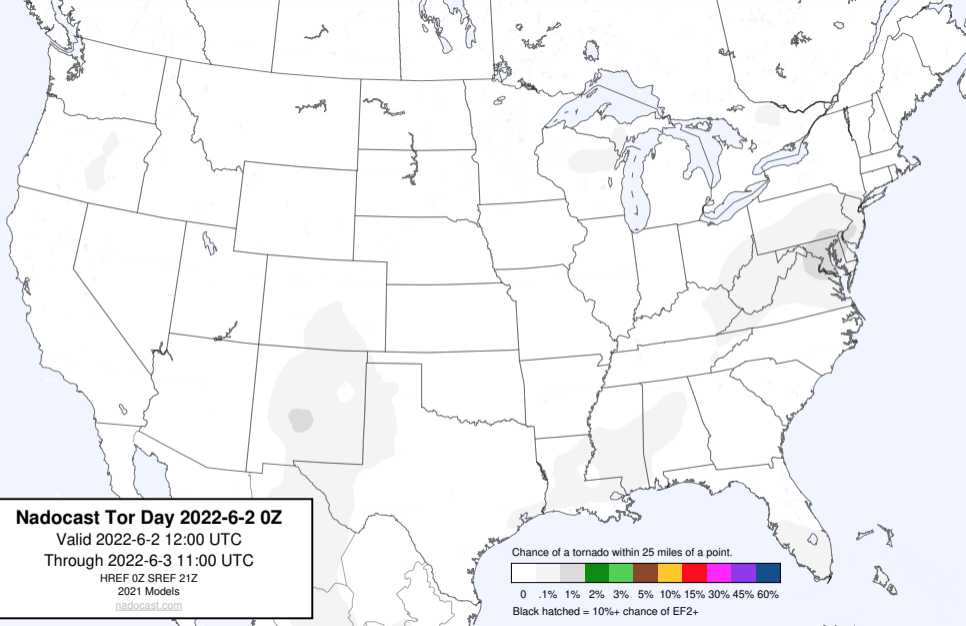 Nadocast Tor Day 2022-6-2 0Z
Valid 2022-6-2 12:00 UTC
Through 2022-6-3 11:00 UTC
HREF 0Z SREF 21Z
2021 Models
nadocast.com
Chance of a tornado within 25 miles of a point.
0 .1% 1% 2% 3% 5% 10% 15% 30% 45% 60%
Black hatched = 10%+ chance of EF2+